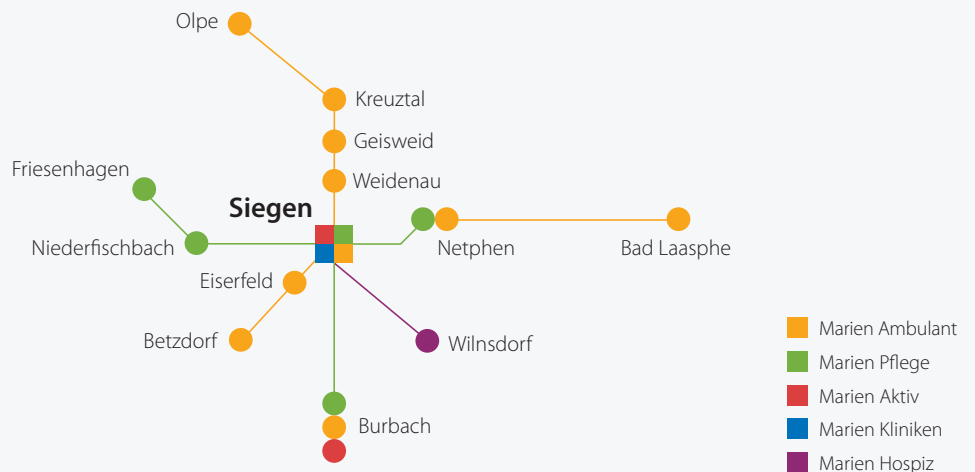 Olpe
Kreuztal
Geisweid
Friesenhagen
Weidenau
Siegen
Niederfischbach
Netphen
Bad Laasphe
Eiserfeld
Betzdorf
Wilnsdorf
Burbach
Marien Ambulant
Marien Pflege
Marien Aktiv
Marien Kliniken
Marien Hospiz